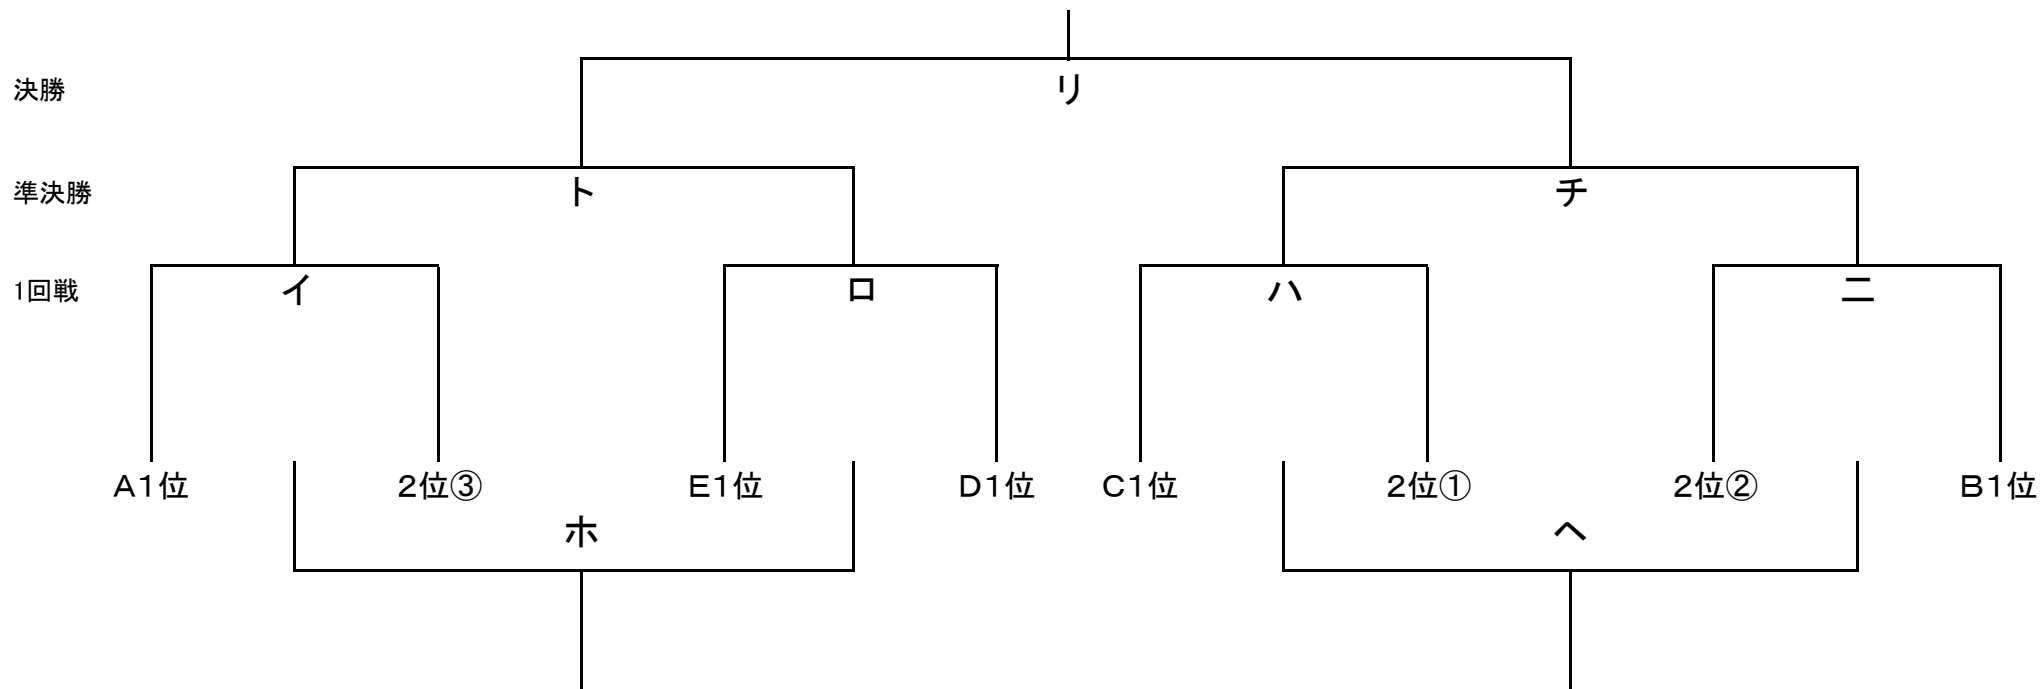 決勝
リ
準決勝
ト
チ
1回戦
イ
ロ
ハ
ニ
A1位
2位③
E1位
D1位
C1位
2位①
2位②
B1位
ホ
ヘ